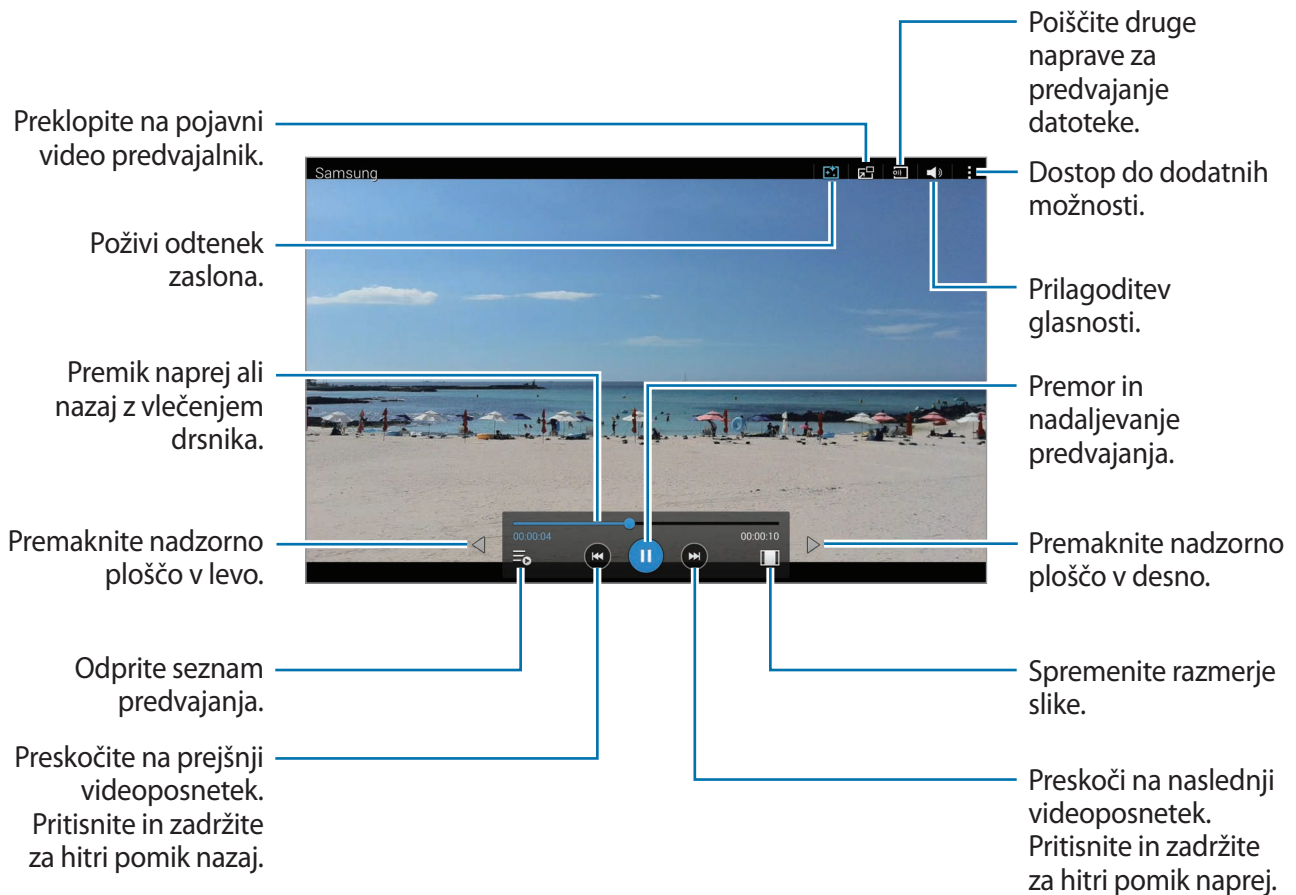 Poiščite druge
naprave za
predvajanje
datoteke.
Preklopite na pojavni
video predvajalnik.
Samsung
Dostop do dodatnih
možnosti.
Poživi odtenek
zaslona.
Prilagoditev
glasnosti.
Premik naprej ali
nazaj z vlečenjem
drsnika.
Premor in
nadaljevanje
predvajanja.
00:00:04
00:00:10
Premaknite nadzorno
ploščo v levo.
Premaknite nadzorno
ploščo v desno.
Odprite seznam
predvajanja.
Spremenite razmerje
slike.
Preskočite na prejšnji
videoposnetek.
Pritisnite in zadržite
za hitri pomik nazaj.
Preskoči na naslednji
videoposnetek.
Pritisnite in zadržite
za hitri pomik naprej.